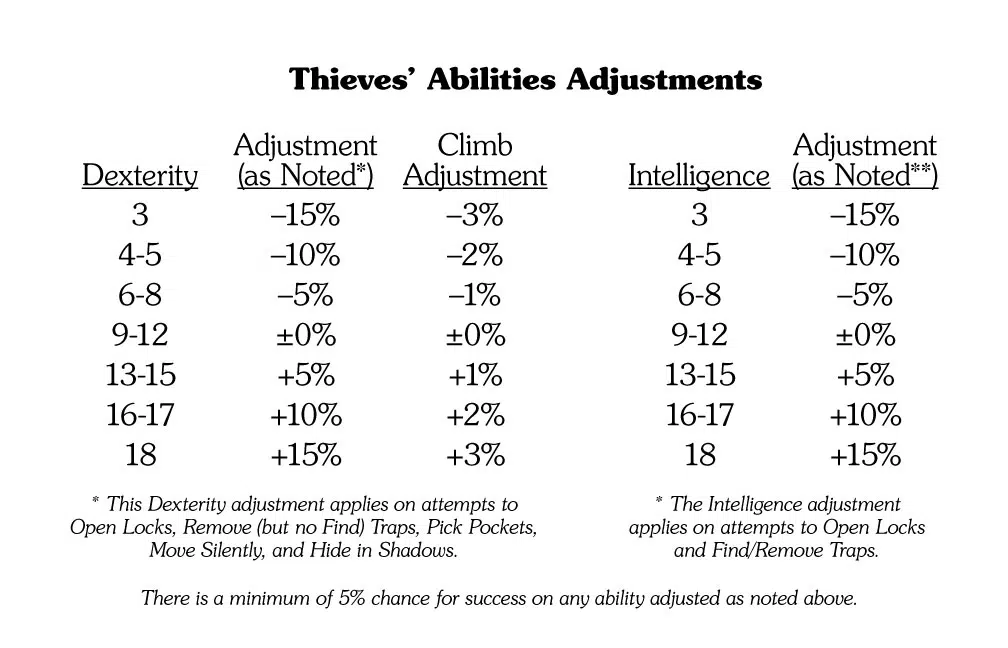 Thieves’ Abilities Adjustments
Dexterity Adjustment (as Noted*) Climb Adjustment Intelligence Adjustment (as Noted**)
3 –15% –3% 3 –15%
4-5 –10% –2% 4-5 –10%
6-8 –5% –1% 6-8 –5%
9-12 ±0% ±0% 9-12 ±0%
13-15 +5% +1% 13-15 +5%
16-17 +10% +2% 16-17 +10%
18 +15% +3% 18 +15%
* This Dexterity adjustment applies on attempts to
Open Locks, Remove (but no Find) Traps, Pick Pockets,
Move Silently, and Hide in Shadows.
* The Intelligence adjustment
applies on attempts to Open Locks
and Find/Remove Traps.
There is a minimum of 5% chance for success on any ability adjusted as noted above.